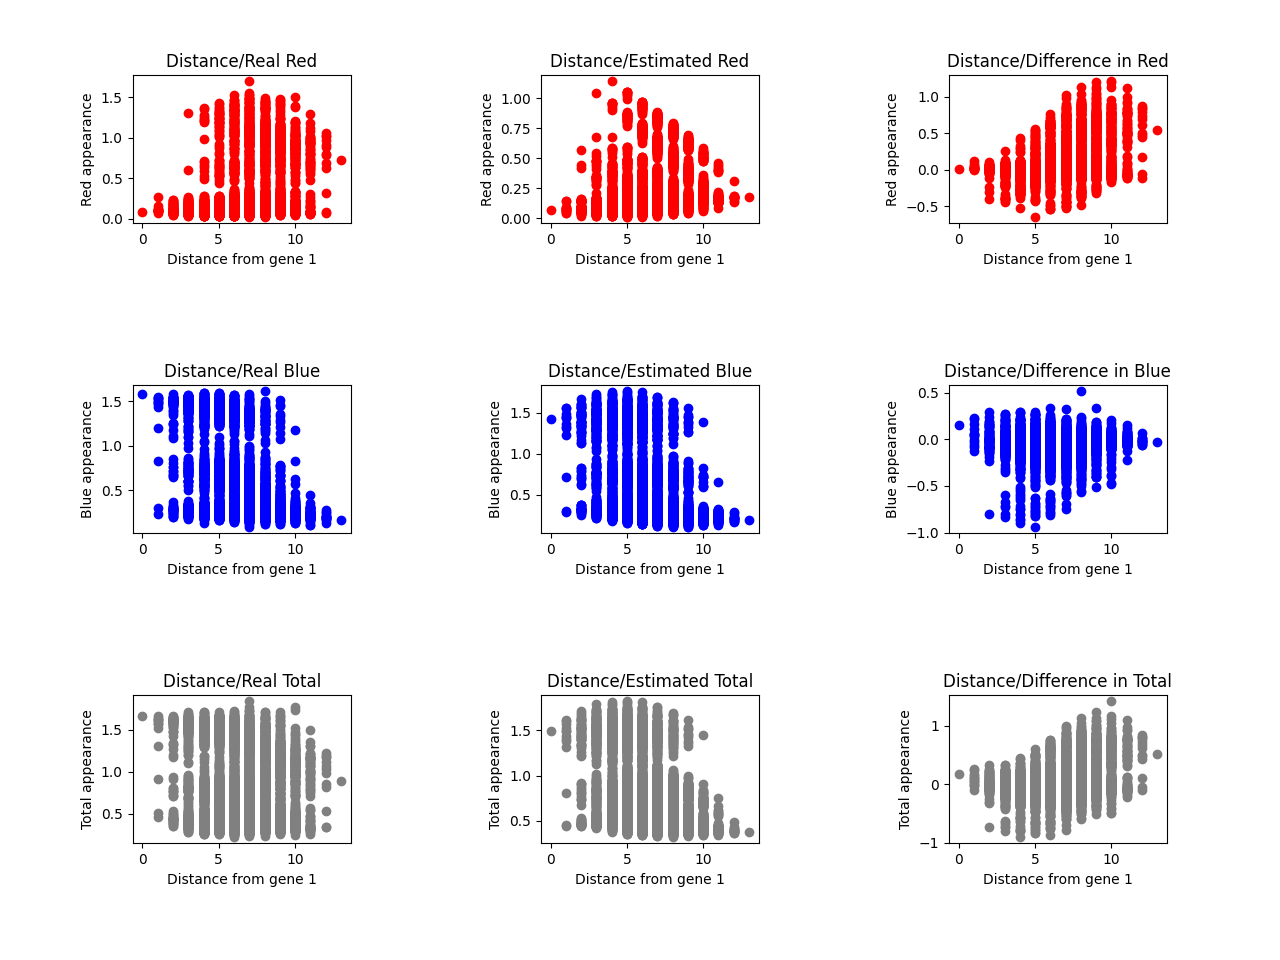 Distance/Real Red
Distance/Estimated Red
Distance/Difference in Red
Red appearance
1.5
1.0
0.5
0.0
0
5
10
Distance from gene 1
Red appearance
1.00
0.75
0.50
0.25
0.00
0
5
10
Distance from gene 1
Red appearance
1.0
0.5
0.0
−0.5
0
5
10
Distance from gene 1
Distance/Real Blue
Distance/Estimated Blue
Distance/Difference in Blue
Blue appearance
1.5
1.0
0.5
0
5
10
Distance from gene 1
Blue appearance
1.5
1.0
0.5
0
5
10
Distance from gene 1
Blue appearance
0.5
0.0
−0.5
−1.0
0
5
10
Distance from gene 1
Distance/Real Total
Distance/Estimated Total
Distance/Difference in Total
Total appearance
1.5
1.0
0.5
0
5
10
Distance from gene 1
Total appearance
1.5
1.0
0.5
0
5
10
Distance from gene 1
Total appearance
1
0
−1
0
5
10
Distance from gene 1